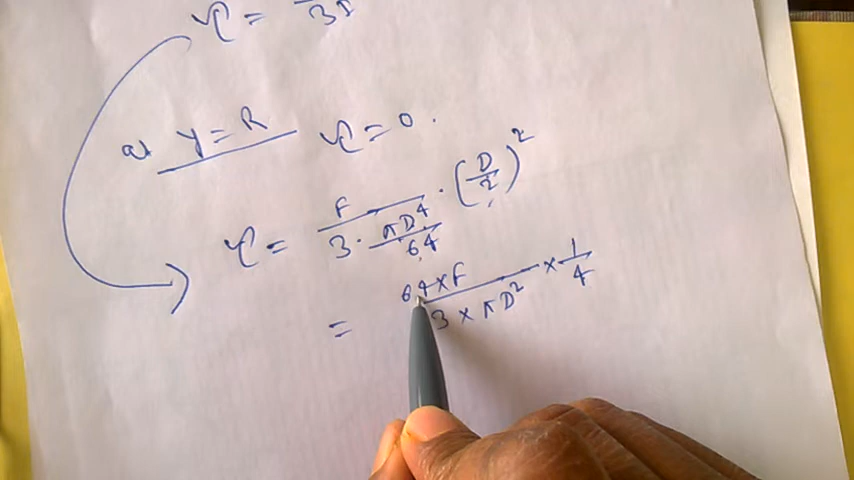 τ = 3I
at y = R τ = 0.
τ = F / (3 · πD⁴/64) · (D/2)²
= 64 × F / (3 × πD²) × 1/4